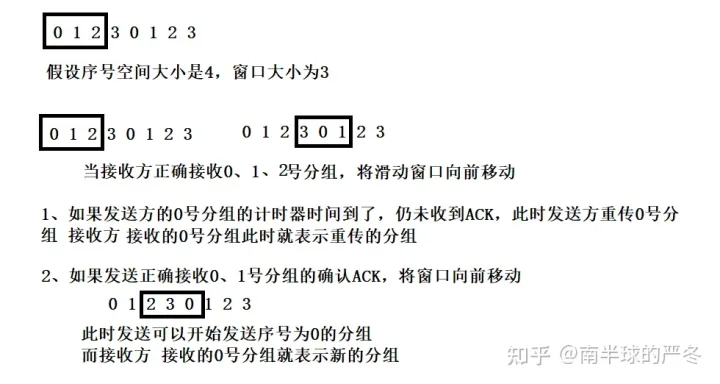 0 1 2 3 0 1 2 3
假设序号空间大小是4，窗口大小为3
0 1 2 3 0 1 2 3 0 1 2 3 0 1 2 3
当接收方正确接收0、1、2号分组，将滑动窗口向前移动
1、如果发送方的0号分组的计时器时间到了，仍未收到ACK，此时发送方重传0号分
组 接收方 接收的0号分组此时就表示重传的分组
2、如果发送正确接收0、1号分组的确认ACK，将窗口向前移动
0 1 2 3 0 1 2 3
此时发送可以开始发送序号为0的分组
而接收方 接收的0号分组就表示新的分组
知乎 @南半球的严冬